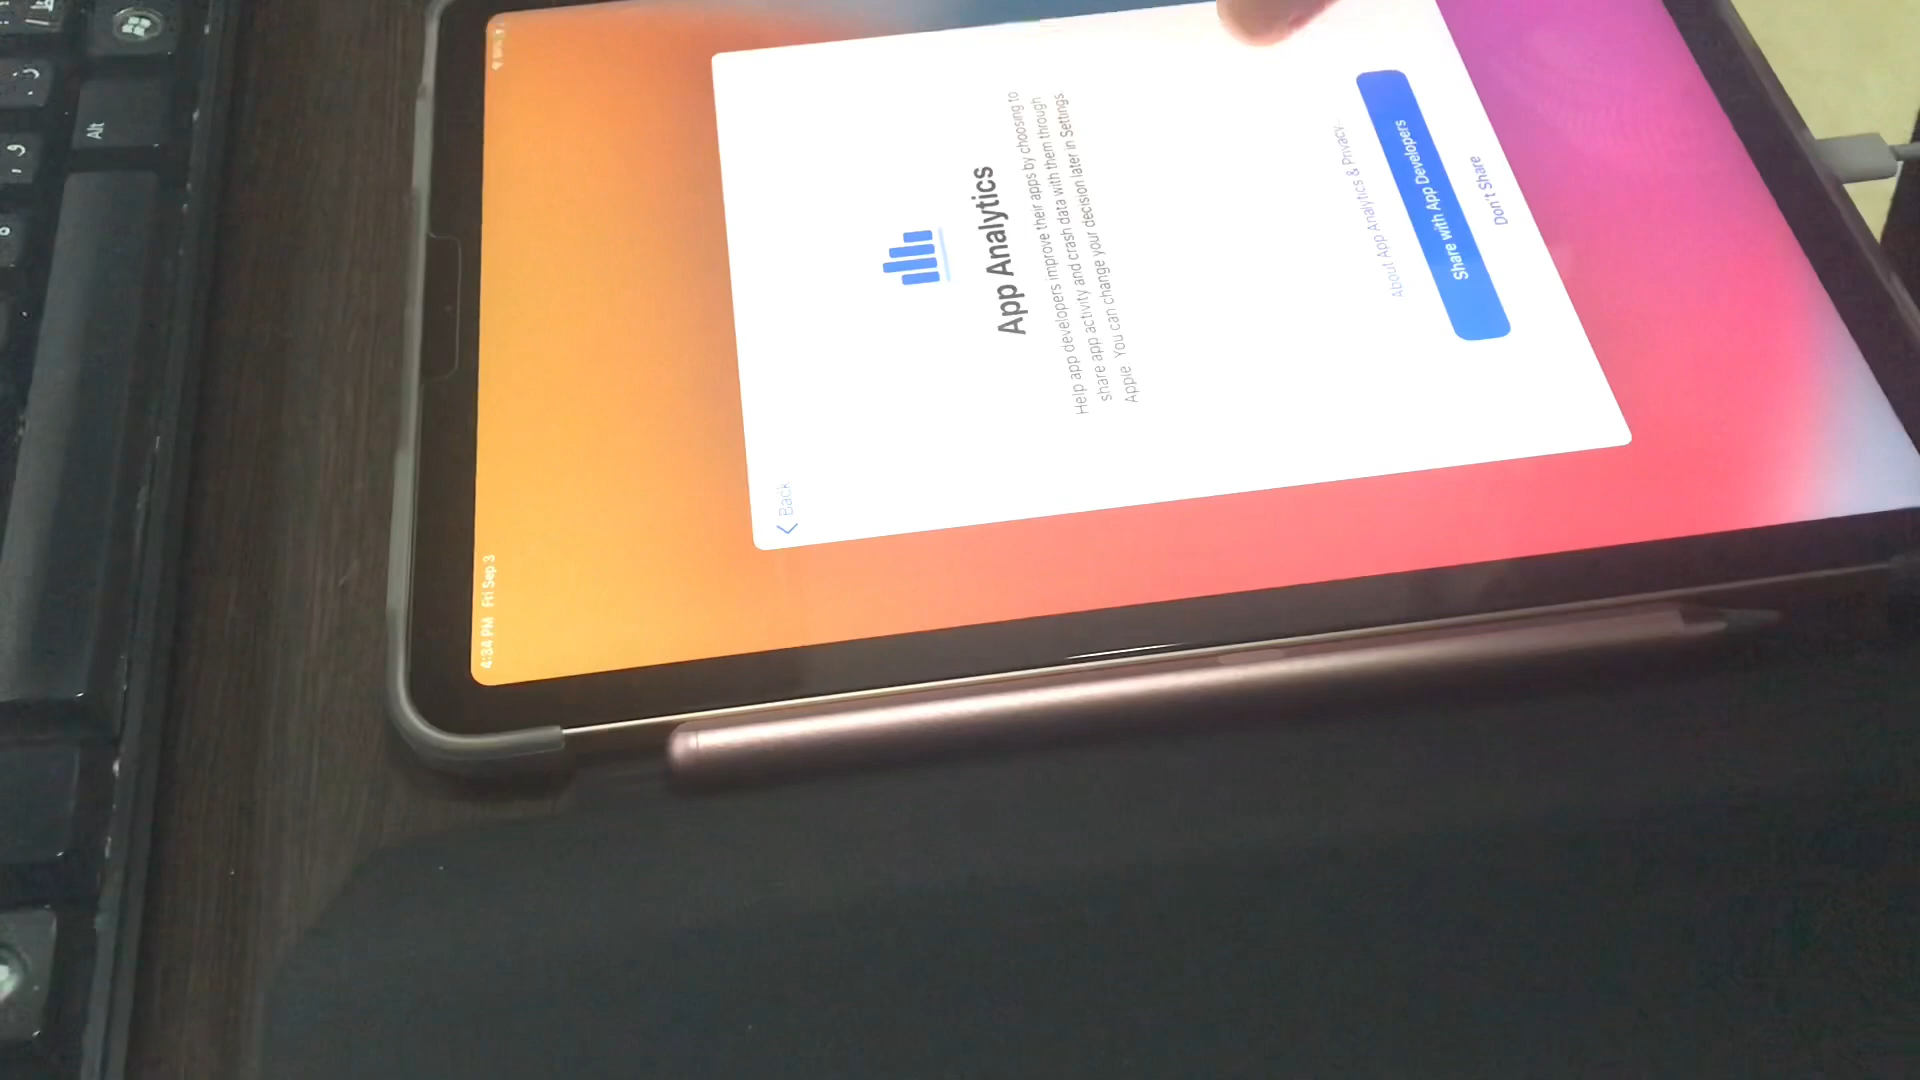 4:34 PM Fri Sep 3
Back
App Analytics
Help app developers improve their apps by choosing to
share app activity and crash data with them through
Apple. You can change your decision later in Settings.
About App Analytics & Privacy...
Share with App Developers
Don't Share
Alt
و